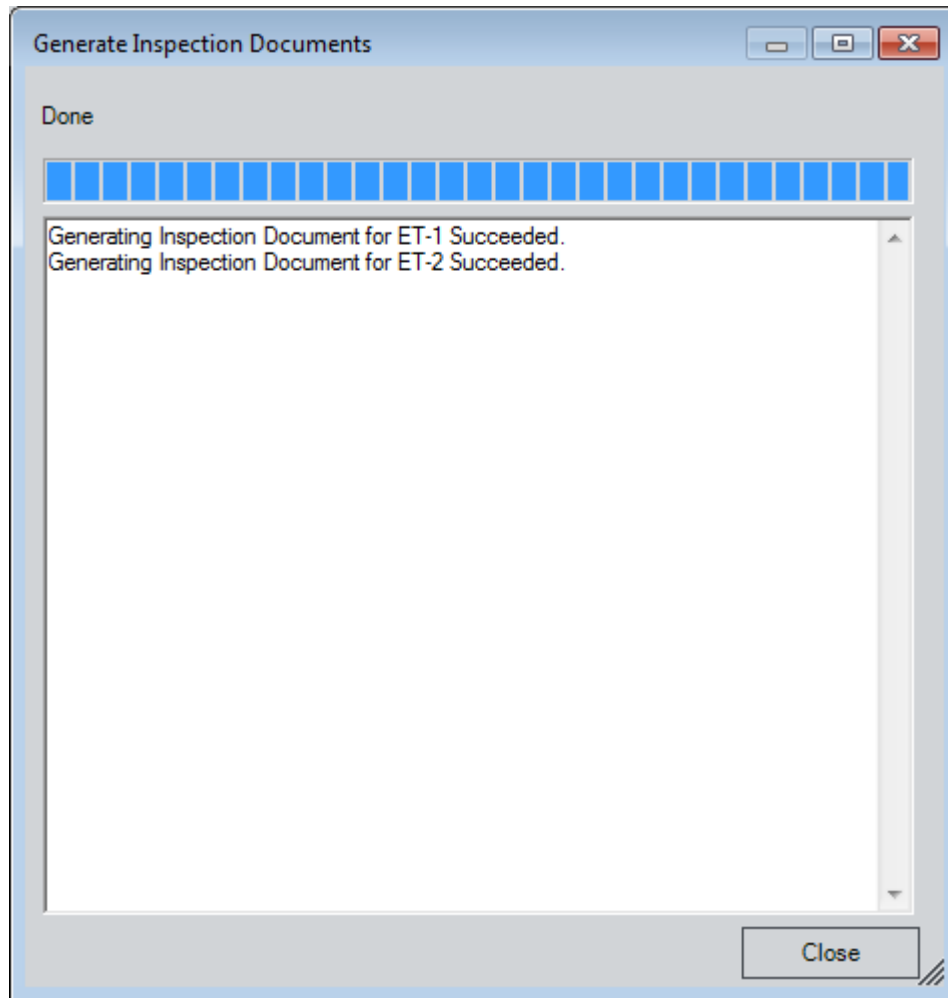 Generate Inspection Documents
Done
Generating Inspection Document for ET-1 Succeeded.
Generating Inspection Document for ET-2 Succeeded.
Close